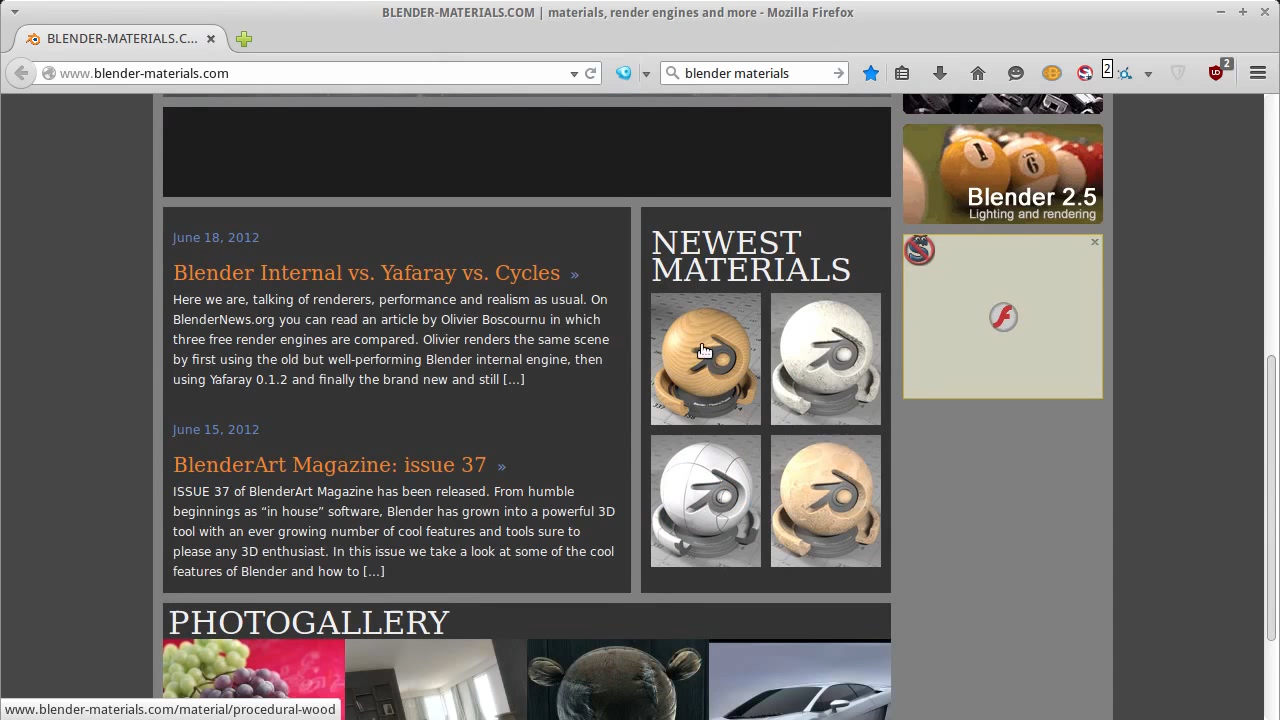 BLENDER-MATERIALS.COM | materials, render engines and more - Mozilla Firefox
BLENDER-MATERIALS.C...
www.blender-materials.com
blender materials
2
2
Blender 2.5
Lighting and rendering
June 18, 2012
Blender Internal vs. Yafaray vs. Cycles »
Here we are, talking of renderers, performance and realism as usual. On
BlenderNews.org you can read an article by Olivier Boscournu in which
three free render engines are compared. Olivier renders the same scene
by first using the old but well-performing Blender internal engine, then
using Yafaray 0.1.2 and finally the brand new and still [...]
June 15, 2012
BlenderArt Magazine: issue 37 »
ISSUE 37 of BlenderArt Magazine has been released. From humble
beginnings as “in house” software, Blender has grown into a powerful 3D
tool with an ever growing number of cool features and tools sure to
please any 3D enthusiast. In this issue we take a look at some of the cool
features of Blender and how to [...]
NEWEST
MATERIALS
PHOTOGALLERY
www.blender-materials.com/material/procedural-wood